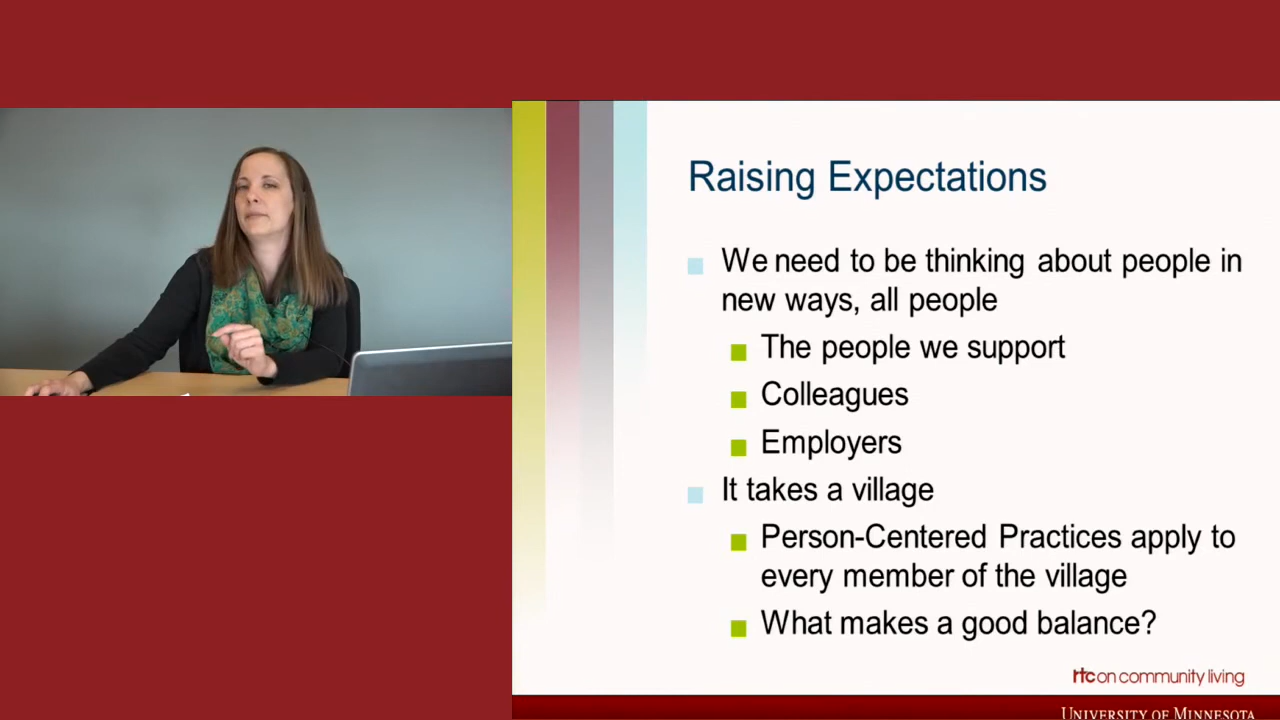 Raising Expectations
We need to be thinking about people in
new ways, all people
The people we support
Colleagues
Employers
It takes a village
Person-Centered Practices apply to
every member of the village
What makes a good balance?
rtc on community living
UNIVERSITY OF MINNESOTA